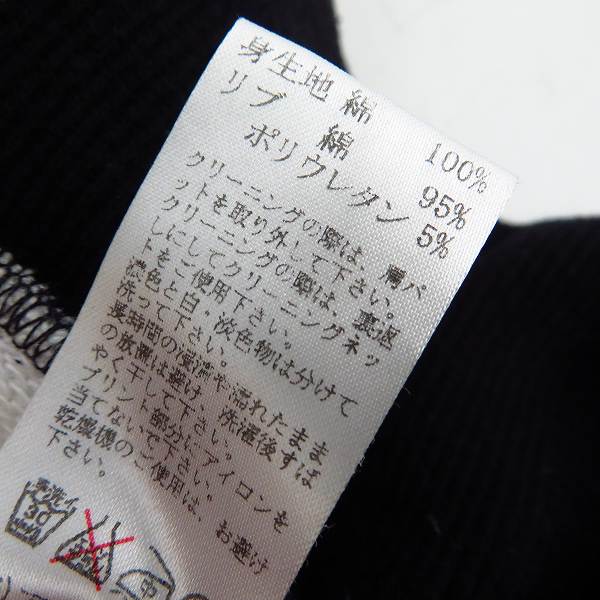 身生地 綿 100%
リブ 綿 95%
ポリウレタン 5%
クリーニングの際は、肩パ
ットを取り外して下さい。
クリーニングの際は、裏返
しにしてクリーニングネッ
トをご使用下さい。
濃色と白・淡色物は分けて
洗って下さい。
長時間の浸漬や濡れたまま
の放置は避け、洗濯後すば
やく干して下さい。
プリント部分にアイロンを
当てないで下さい。
乾燥機のご使用は、お避け
下さい。
手洗イ
30
中